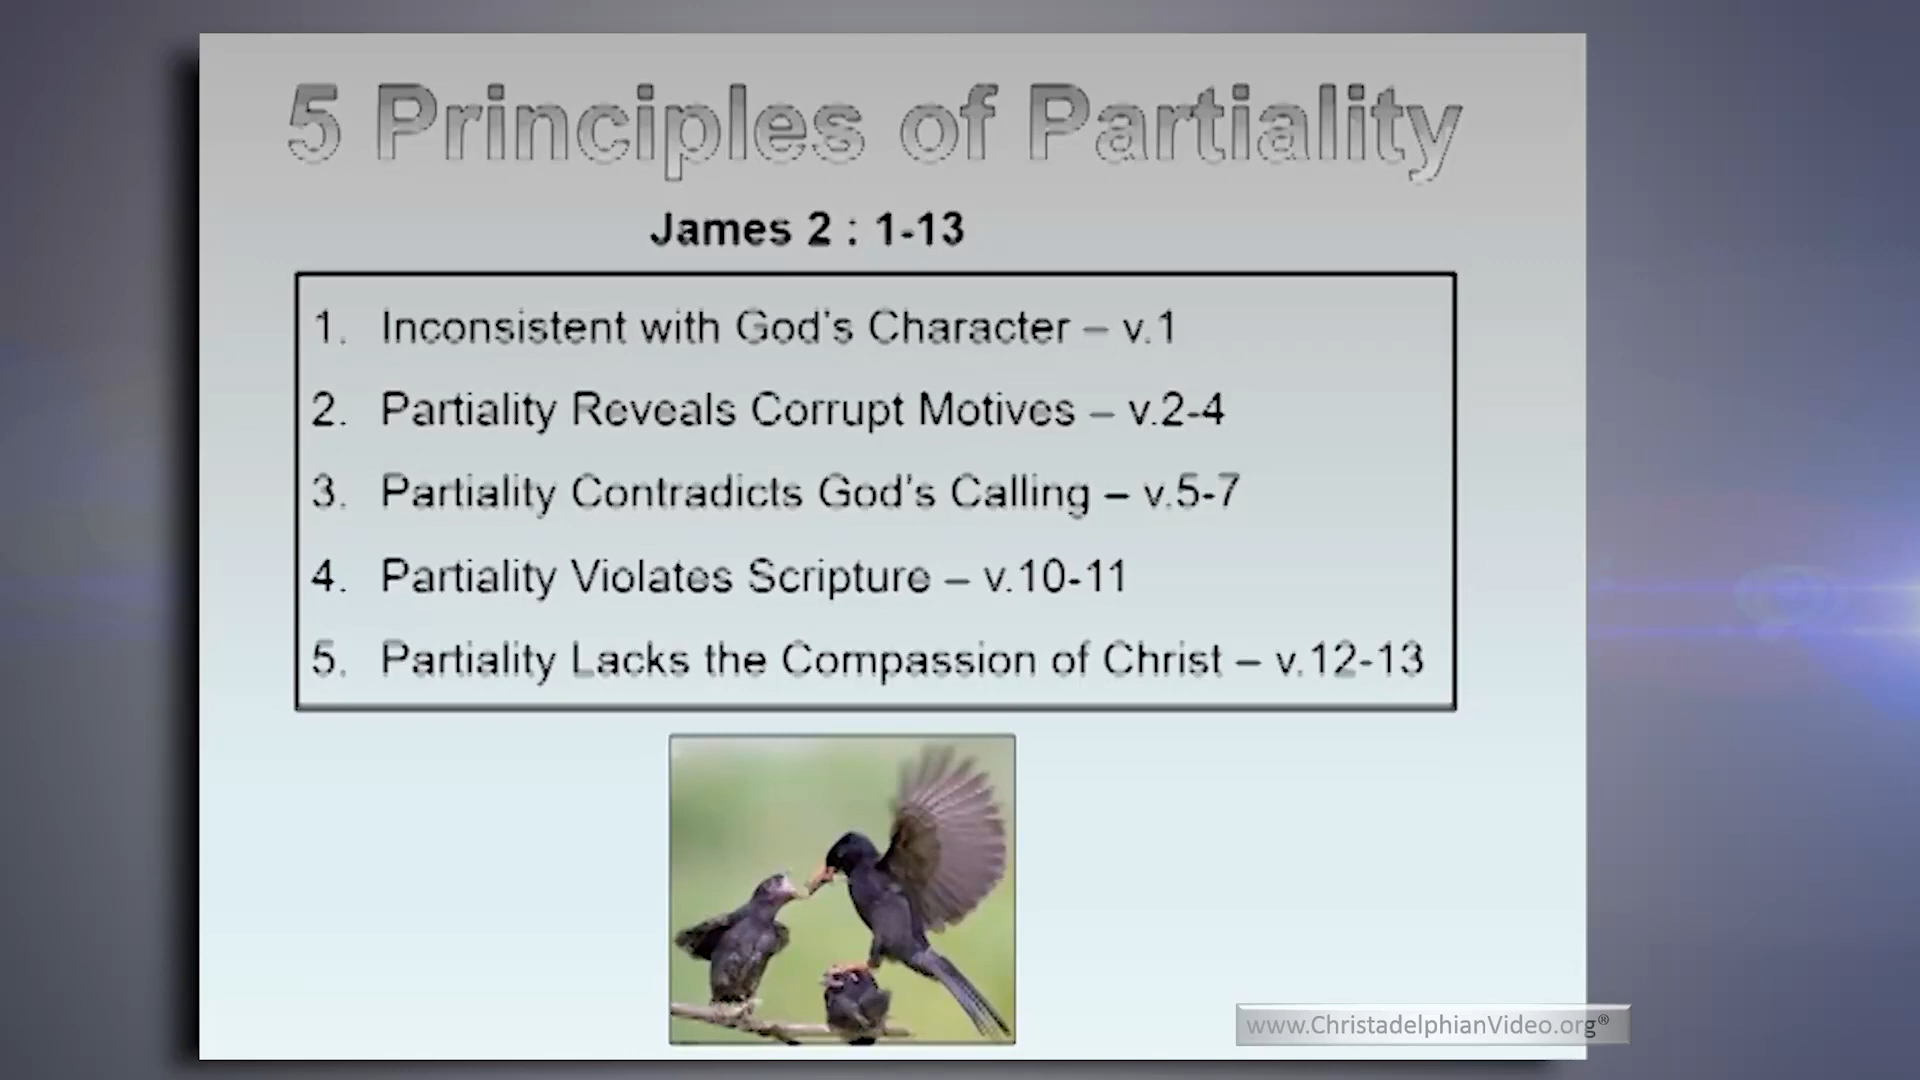 5 Principles of Partiality
James 2 : 1-13
1. Inconsistent with God's Character – v.1
2. Partiality Reveals Corrupt Motives – v.2-4
3. Partiality Contradicts God's Calling – v.5-7
4. Partiality Violates Scripture – v.10-11
5. Partiality Lacks the Compassion of Christ – v.12-13
www.ChristadelphianVideo.org®